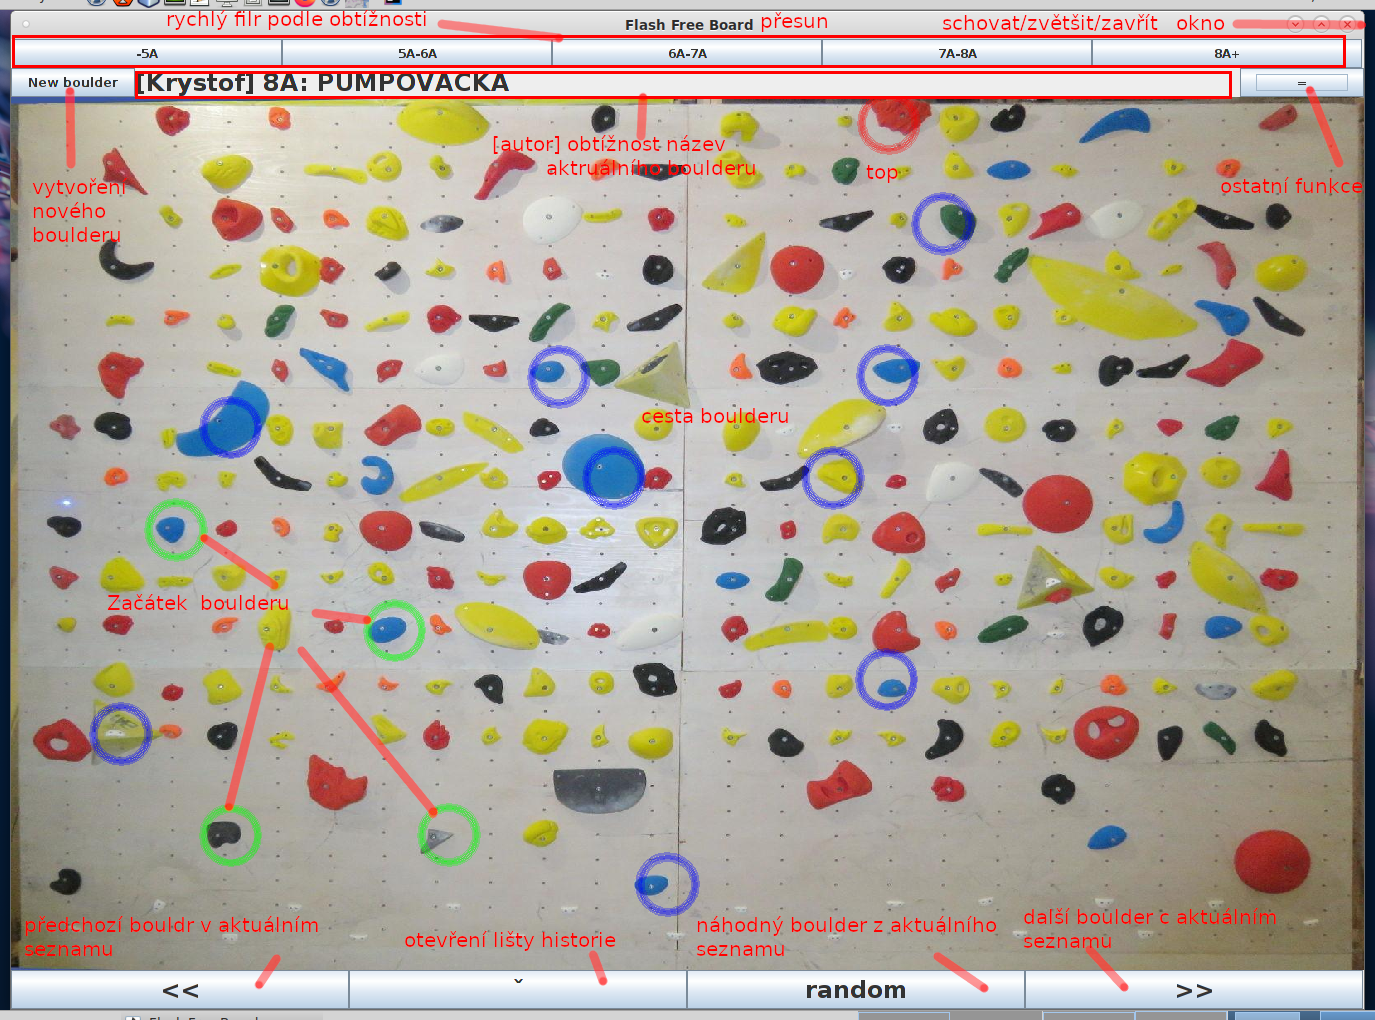 rychlý filr podle obtížnosti
Flash Free Board
přesun
schovat/zvětšit/zavřít okno
-5A
5A-6A
6A-7A
7A-8A
8A+
New boulder
[Krystof] 8A: PUMPOVACKA
=
[autor] obtížnost název
aktruálního boulderu
top
vytvoření
nového
boulderu
ostatní funkce
cesta boulderu
Začátek boulderu
předchozí bouldr v aktuálním
seznamu
otevření lišty historie
náhodný boulder z aktuálního
seznamu
další boulder c aktuálním
seznamu
<<
ˇ
random
>>